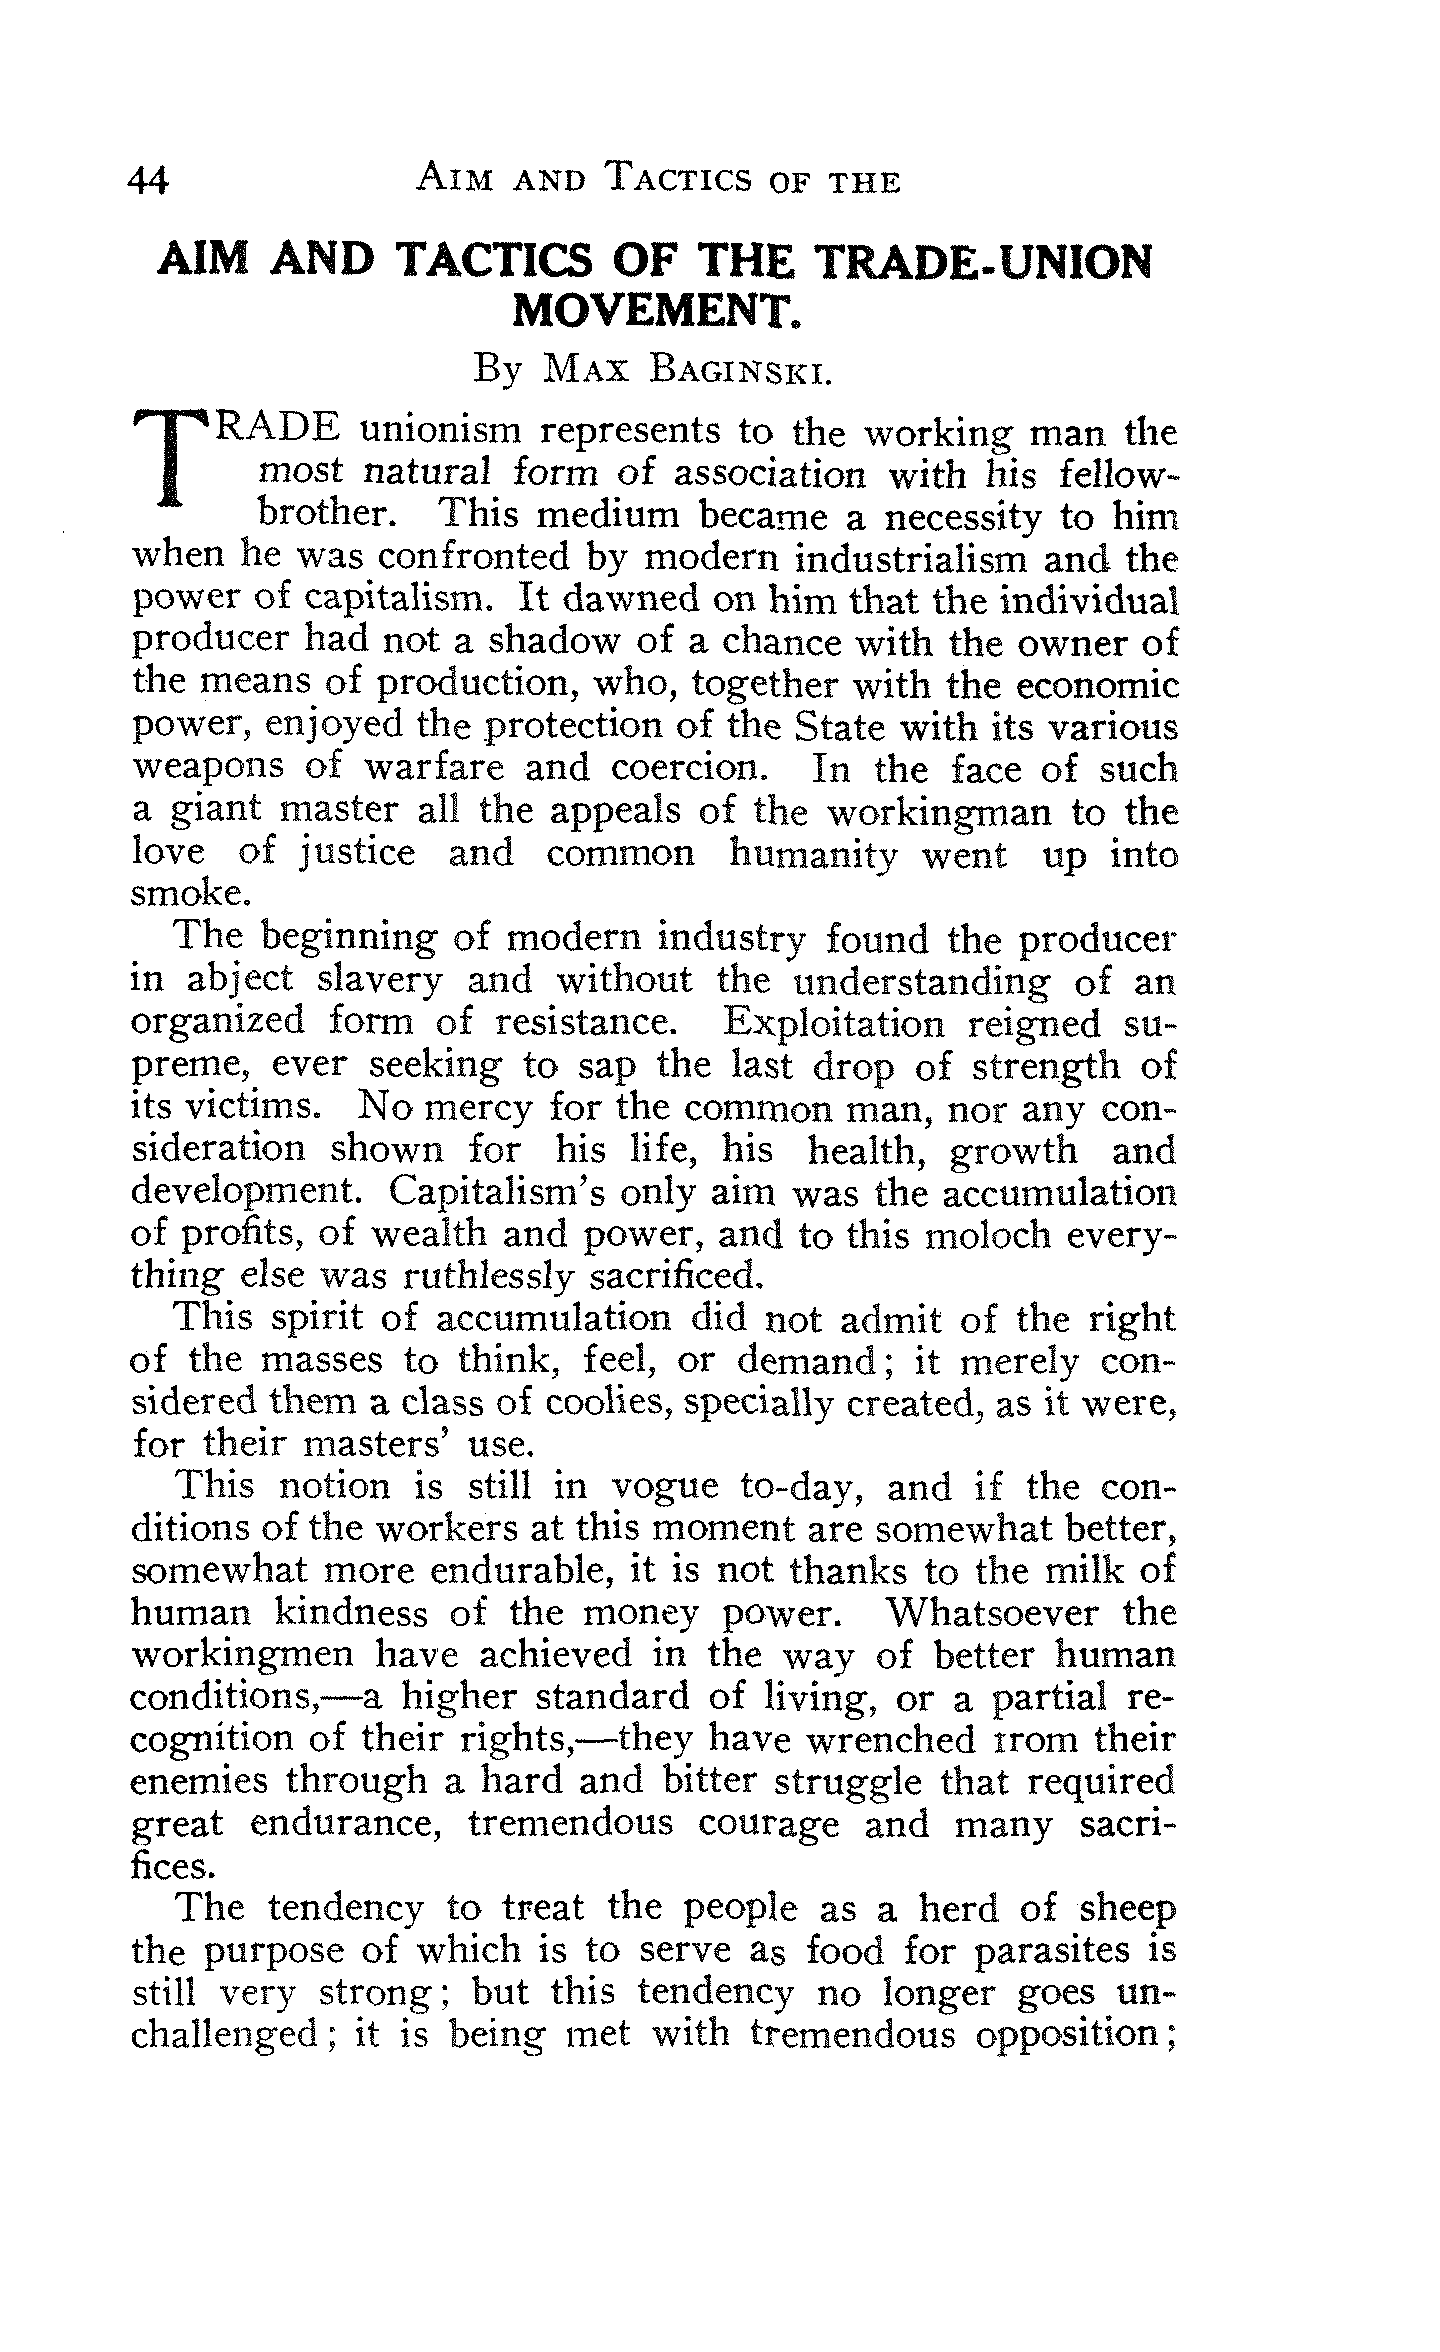 44 AIM AND TACTICS OF THE
AIM AND TACTICS OF THE TRADE-UNION
MOVEMENT.
By MAX BAGINSKI.
TRADE unionism represents to the working man the
most natural form of association with his fellow-
brother. This medium became a necessity to him
when he was confronted by modern industrialism and the
power of capitalism. It dawned on him that the individual
producer had not a shadow of a chance with the owner of
the means of production, who, together with the economic
power, enjoyed the protection of the State with its various
weapons of warfare and coercion. In the face of such
a giant master all the appeals of the workingman to the
love of justice and common humanity went up into
smoke.
The beginning of modern industry found the producer
in abject slavery and without the understanding of an
organized form of resistance. Exploitation reigned su-
preme, ever seeking to sap the last drop of strength of
its victims. No mercy for the common man, nor any con-
sideration shown for his life, his health, growth and
development. Capitalism's only aim was the accumulation
of profits, of wealth and power, and to this moloch every-
thing else was ruthlessly sacrificed.
This spirit of accumulation did not admit of the right
of the masses to think, feel, or demand; it merely con-
sidered them a class of coolies, specially created, as it were,
for their masters' use.
This notion is still in vogue to-day, and if the con-
ditions of the workers at this moment are somewhat better,
somewhat more endurable, it is not thanks to the milk of
human kindness of the money power. Whatsoever the
workingmen have achieved in the way of better human
conditions,—a higher standard of living, or a partial re-
cognition of their rights,—they have wrenched from their
enemies through a hard and bitter struggle that required
great endurance, tremendous courage and many sacri-
fices.
The tendency to treat the people as a herd of sheep
the purpose of which is to serve as food for parasites is
still very strong; but this tendency no longer goes un-
challenged; it is being met with tremendous opposition;